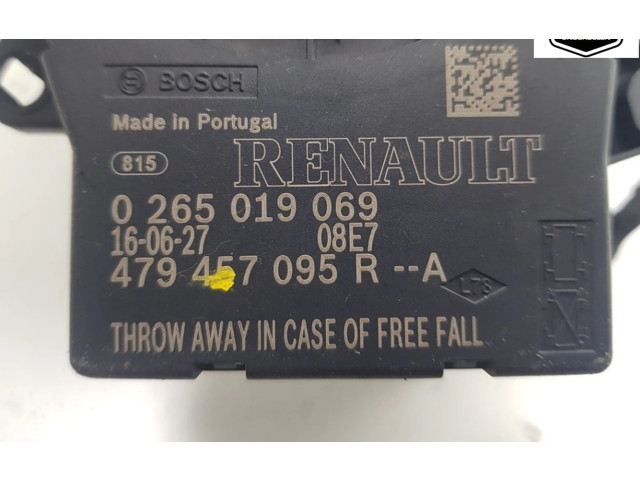 BOSCH
Made in Portugal
815
RENAULT
0 265 019 069
16-06-27 08E7
479 457 095 R --A
L78
THROW AWAY IN CASE OF FREE FALL